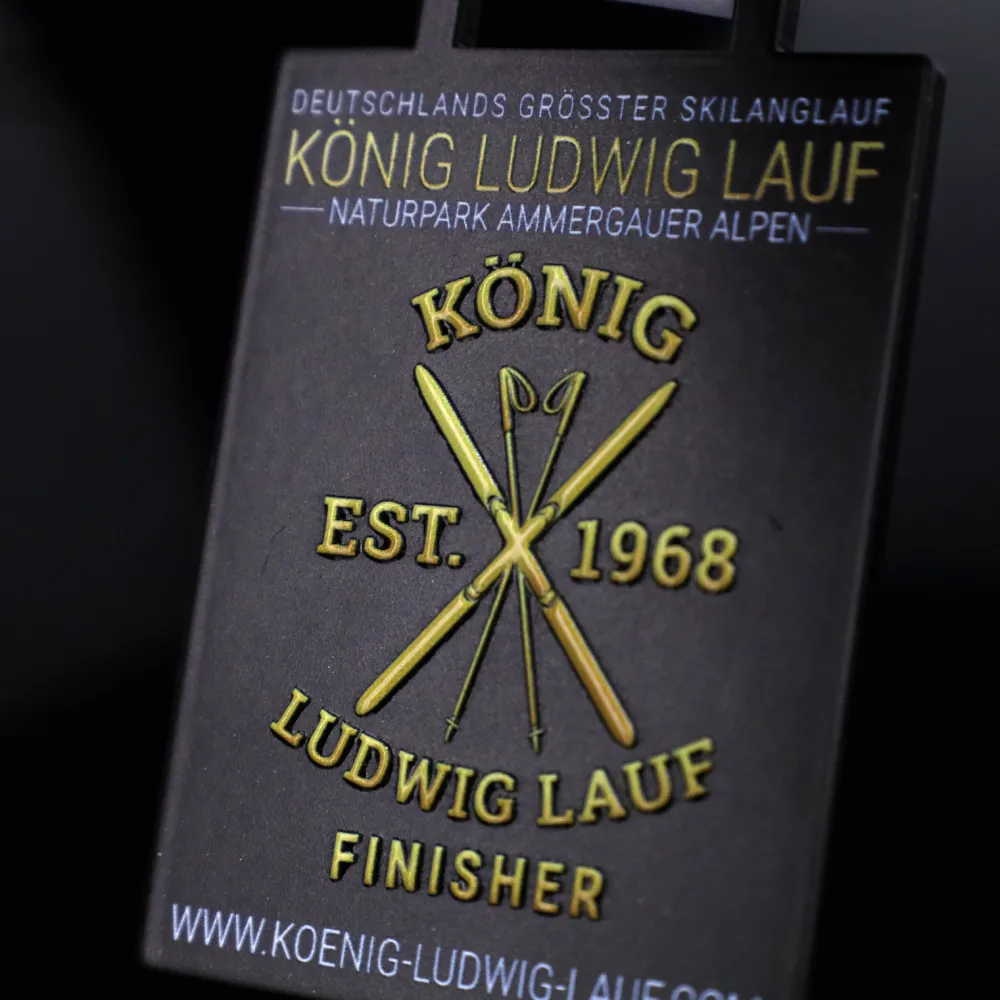 DEUTSCHLANDS GRÖSSTER SKILANGLAUF
KÖNIG LUDWIG LAUF
NATURPARK AMMERGAUER ALPEN
KÖNIG
EST. 1968
LUDWIG LAUF
FINISHER
WWW.KOENIG-LUDWIG-LAUF.COM